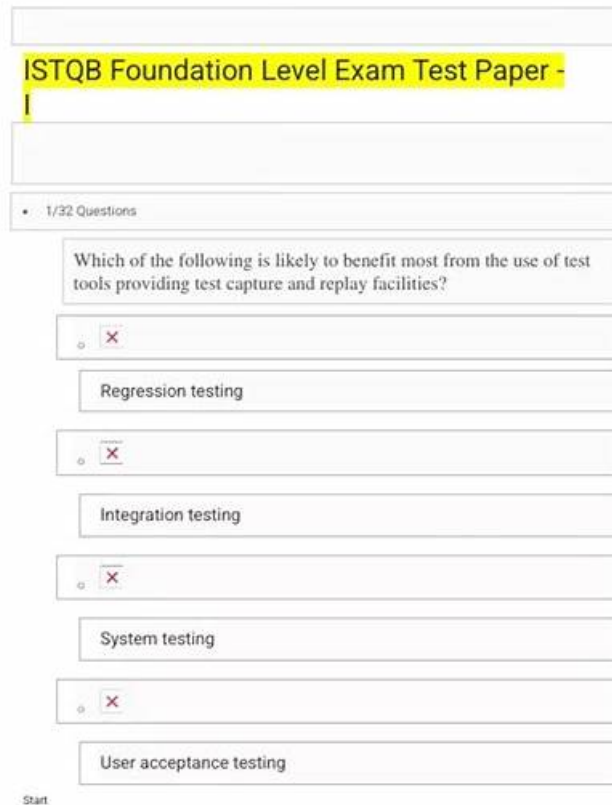 ISTQB Foundation Level Exam Test Paper -
I
1/32 Questions
Which of the following is likely to benefit most from the use of test
tools providing test capture and replay facilities?
Regression testing
Integration testing
System testing
User acceptance testing
Start